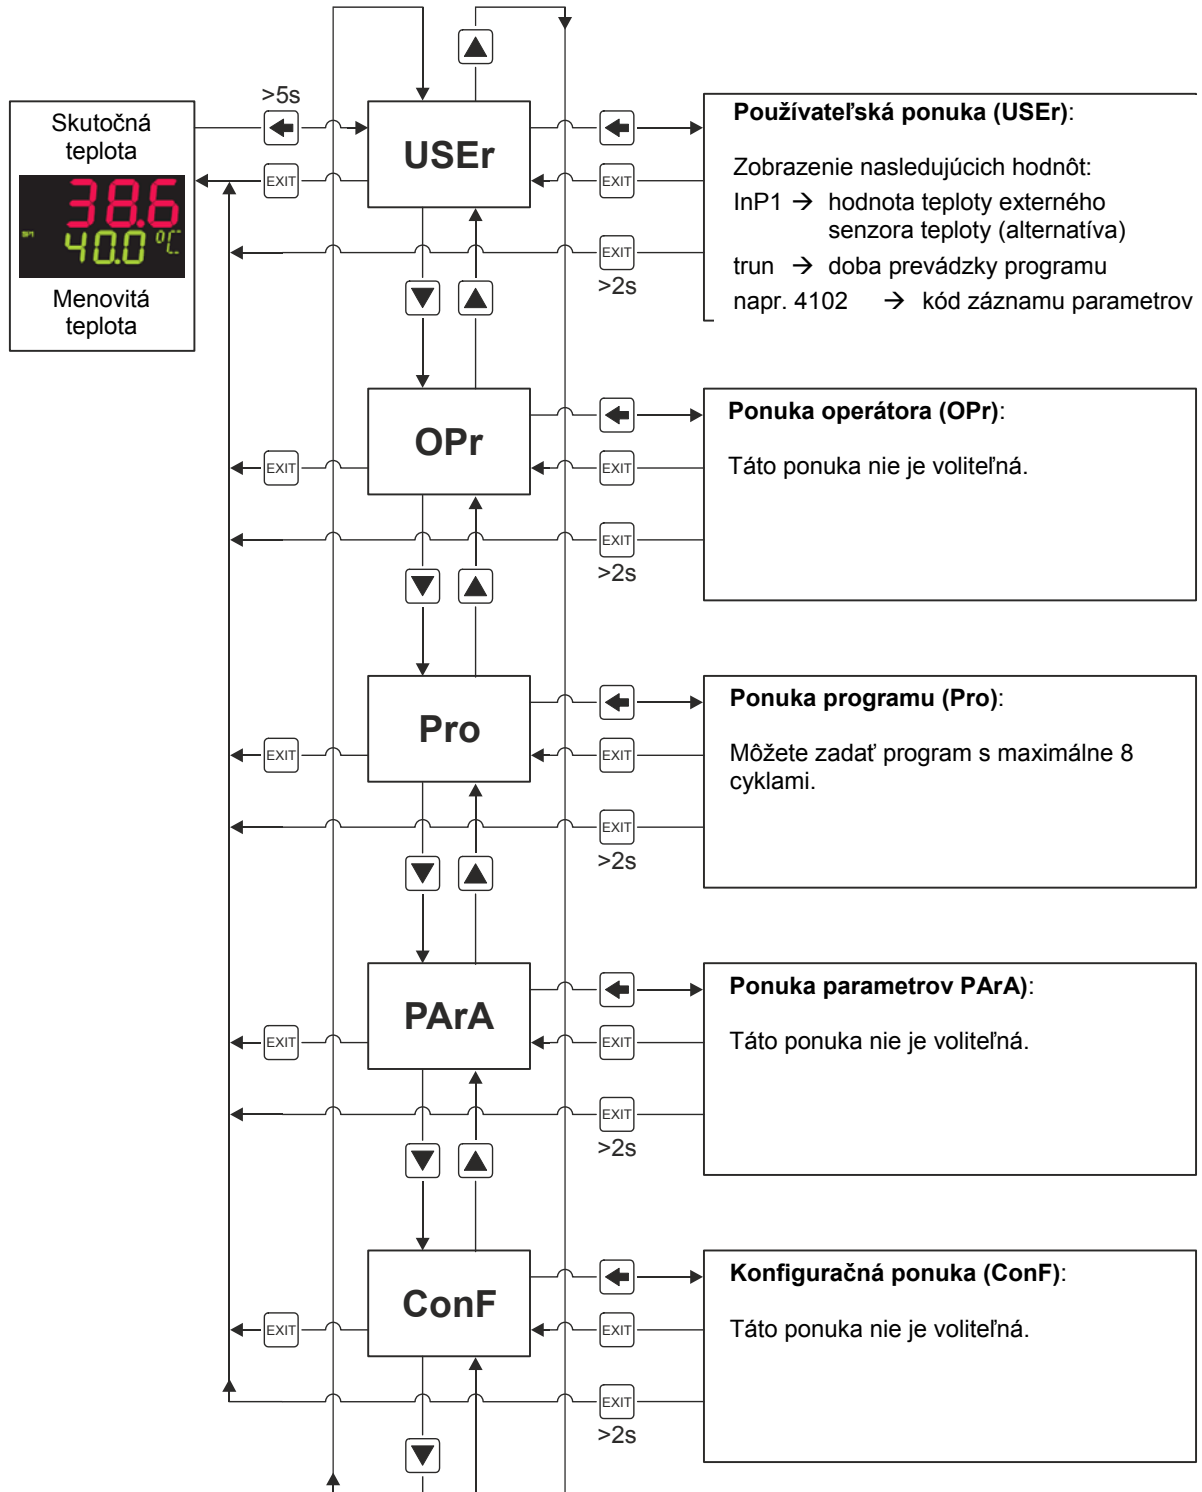 >5s
Skutočná
teplota
38.6
SP1
40.0 °C
Menovitá
teplota
EXIT
USEr
EXIT
EXIT
>2s
Používateľská ponuka (USEr):
Zobrazenie nasledujúcich hodnôt:
InP1 → hodnota teploty externého
senzora teploty (alternatíva)
trun → doba prevádzky programu
napr. 4102 → kód záznamu parametrov
OPr
EXIT
EXIT
EXIT
>2s
Ponuka operátora (OPr):
Táto ponuka nie je voliteľná.
Pro
EXIT
EXIT
EXIT
>2s
Ponuka programu (Pro):
Môžete zadať program s maximálne 8
cyklami.
PArA
EXIT
EXIT
EXIT
>2s
Ponuka parametrov PArA):
Táto ponuka nie je voliteľná.
ConF
EXIT
EXIT
EXIT
>2s
Konfiguračná ponuka (ConF):
Táto ponuka nie je voliteľná.